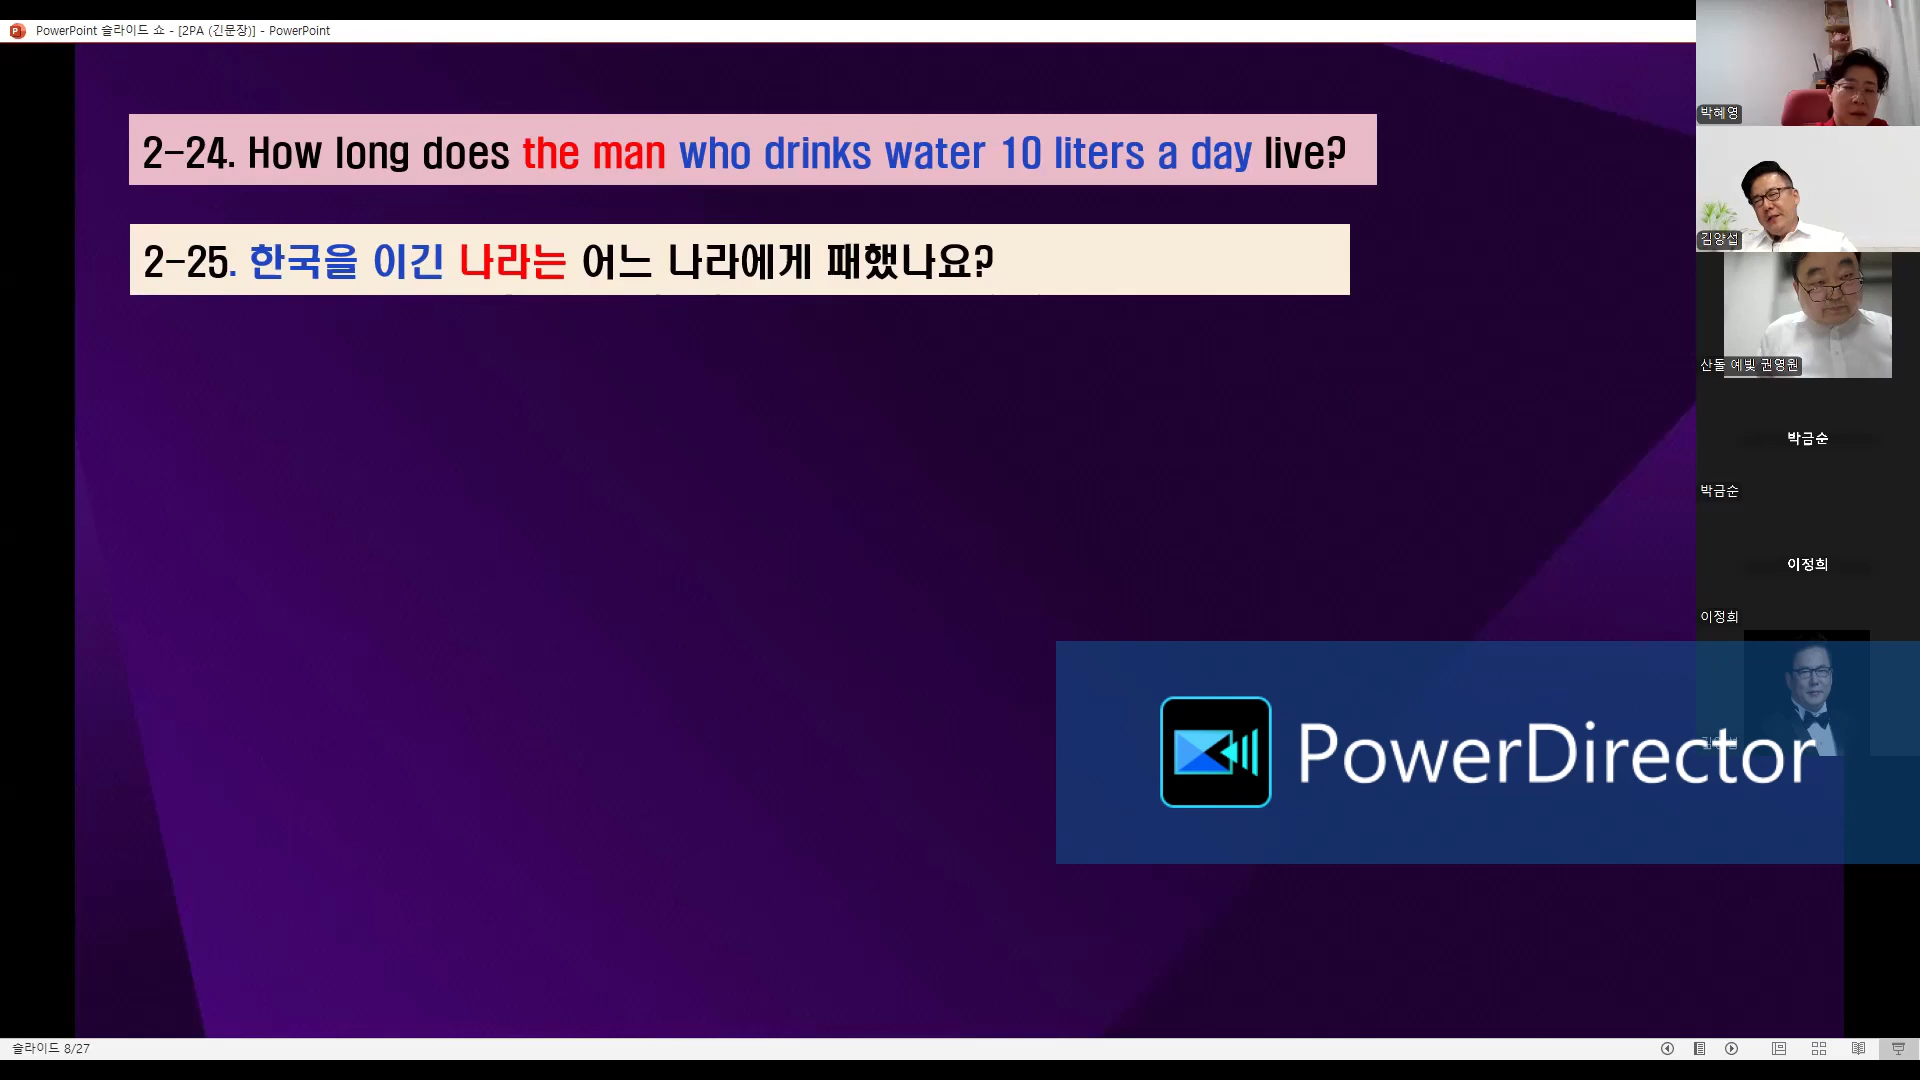 PowerPoint 슬라이드 쇼 - [2PA (긴문장)] - PowerPoint
2-24. How long does the man who drinks water 10 liters a day live?
2-25. 한국을 이긴 나라는 어느 나라에게 패했나요?
박혜영
김양섭
산돌 예빛 권영원
박금순
박금순
이정희
이정희
PowerDirector
슬라이드 8/27